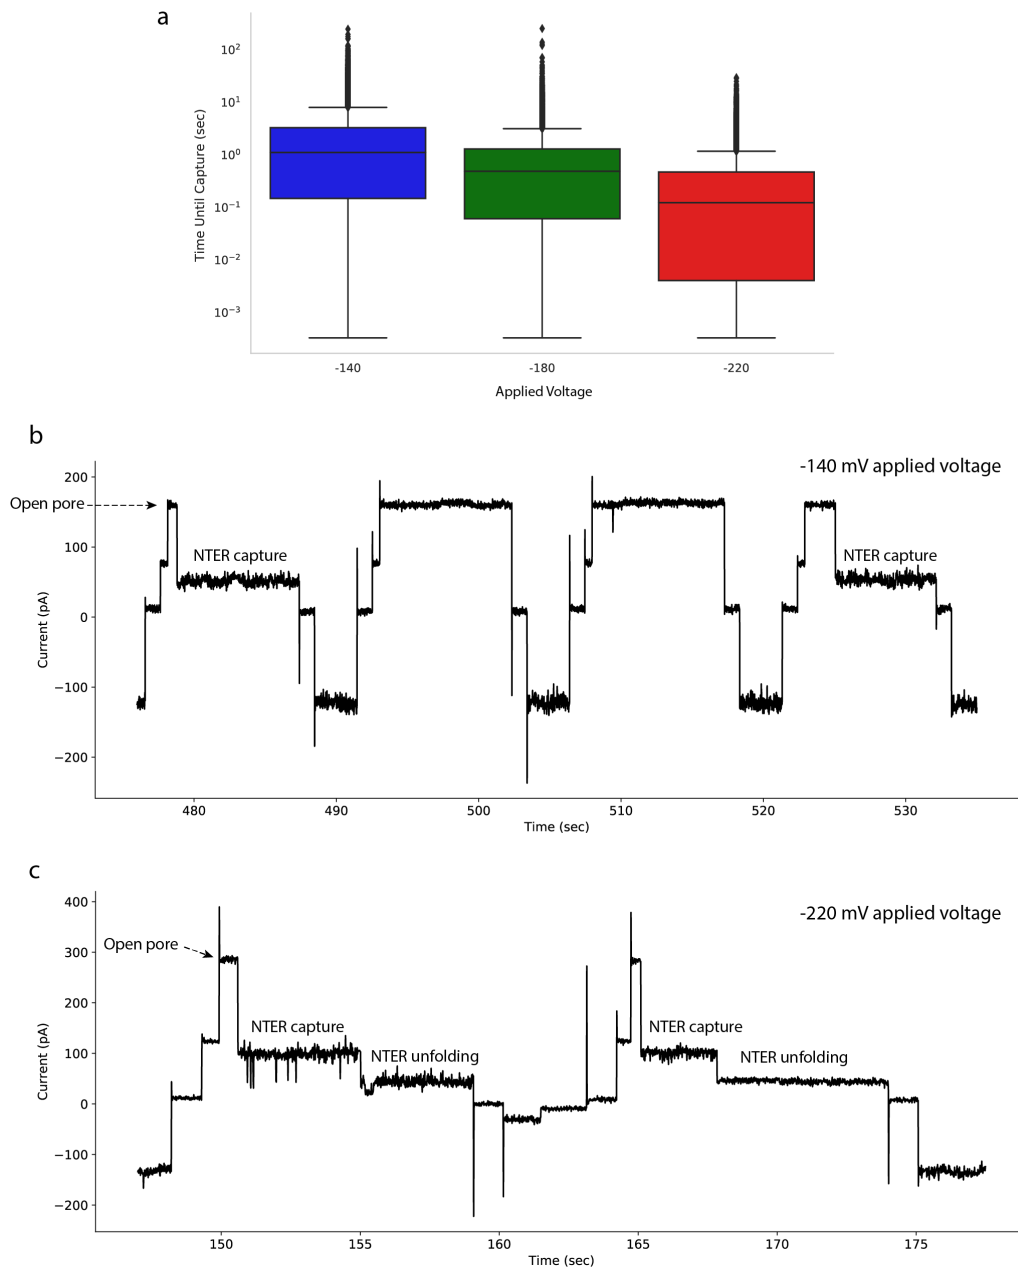 a
10²
10¹
10⁰
10⁻¹
10⁻²
10⁻³
Time Until Capture (sec)
-140
-180
-220
Applied Voltage
b
-140 mV applied voltage
200
Open pore
NTER capture
NTER capture
100
0
−100
−200
Current (pA)
480
490
500
510
520
530
Time (sec)
c
400
-220 mV applied voltage
Open pore
300
200
NTER capture
NTER capture
100
NTER unfolding
NTER unfolding
0
−100
−200
Current (pA)
150
155
160
165
170
175
Time (sec)